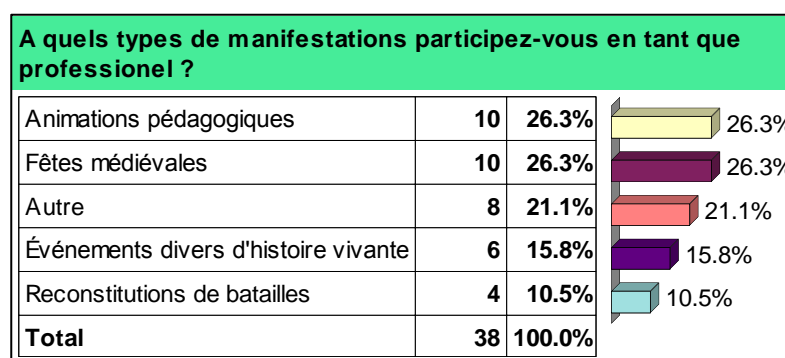 A quels types de manifestations participez-vous en tant que
professionel ?
Animations pédagogiques 10 26.3% 26.3%
Fêtes médiévales 10 26.3% 26.3%
Autre 8 21.1% 21.1%
Événements divers d'histoire vivante 6 15.8% 15.8%
Reconstitutions de batailles 4 10.5% 10.5%
Total 38 100.0%